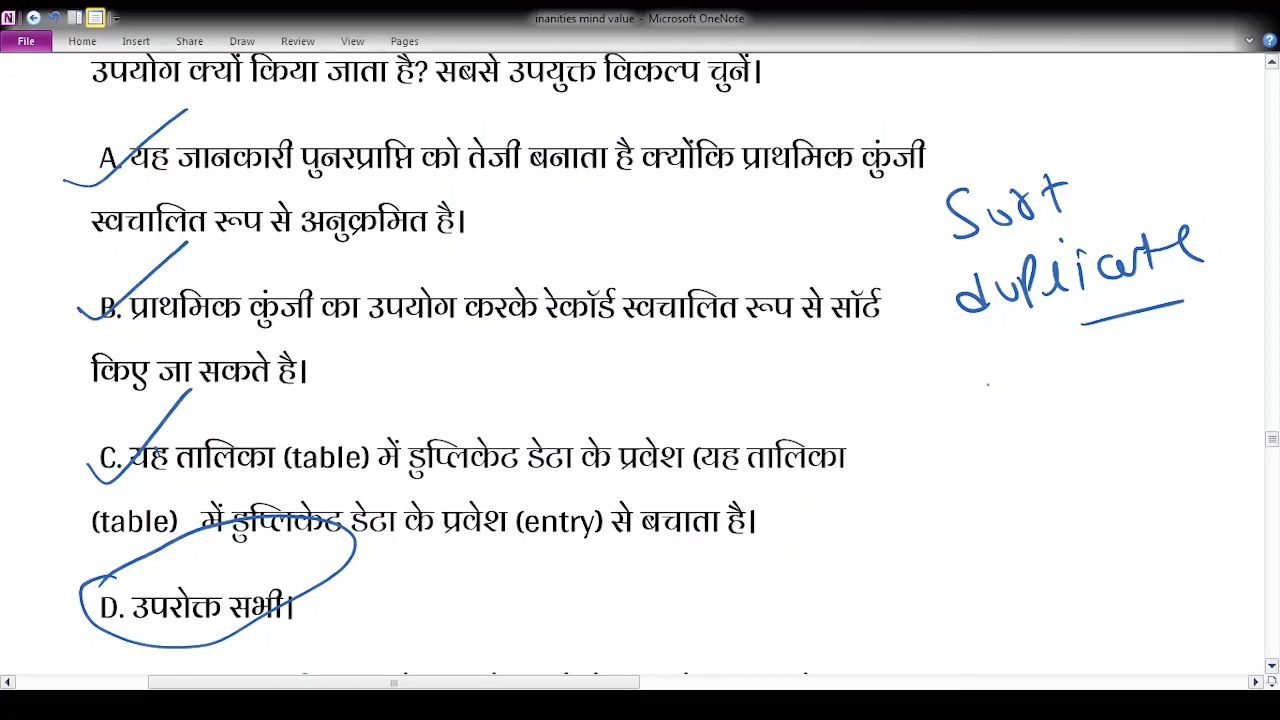 inanities mind value - Microsoft OneNote
File Home Insert Share Draw Review View Pages
उपयोग क्यों किया जाता है? सबसे उपयुक्त विकल्प चुनें।
A. यह जानकारी पुनरप्राप्ति को तेजी बनाता है क्योंकि प्राथमिक कुंजी
स्वचालित रूप से अनुक्रमित है।
Sort
duplicate
B. प्राथमिक कुंजी का उपयोग करके रेकॉर्ड स्वचालित रूप से सॉर्ट
किए जा सकते है।
C. यह तालिका (table) में डुप्लिकेट डेटा के प्रवेश (यह तालिका
(table) में डुप्लिकेट डेटा के प्रवेश (entry) से बचाता है।
D. उपरोक्त सभी।